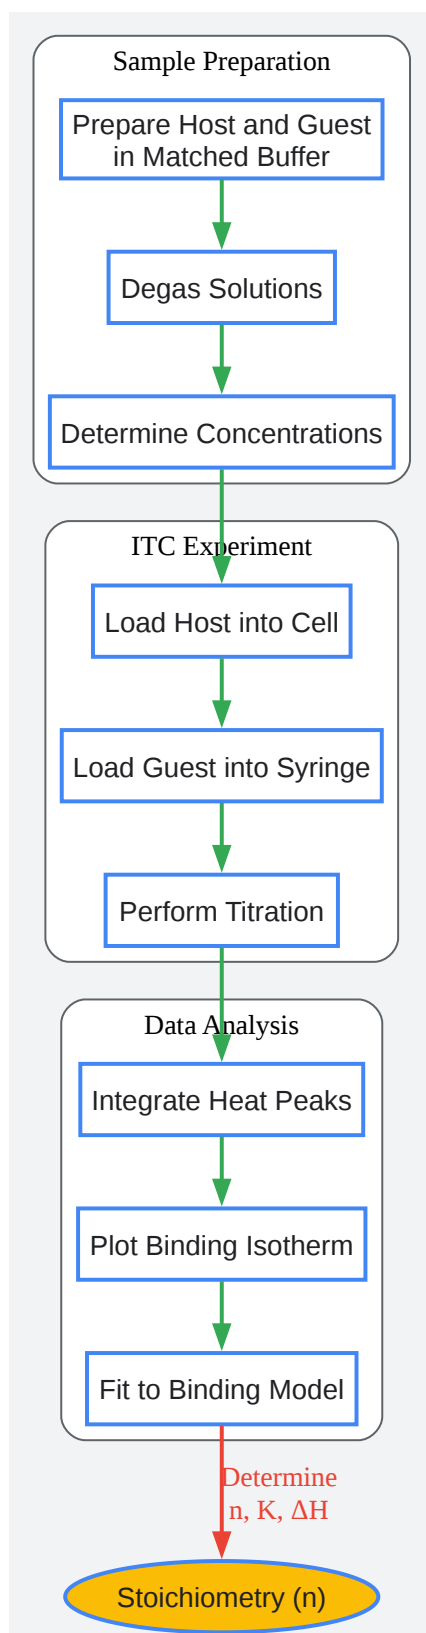 Sample Preparation
Prepare Host and Guest
in Matched Buffer
Degas Solutions
Determine Concentrations
ITC Experiment
Load Host into Cell
Load Guest into Syringe
Perform Titration
Data Analysis
Integrate Heat Peaks
Plot Binding Isotherm
Fit to Binding Model
Determine
n, K, ΔH
Stoichiometry (n)